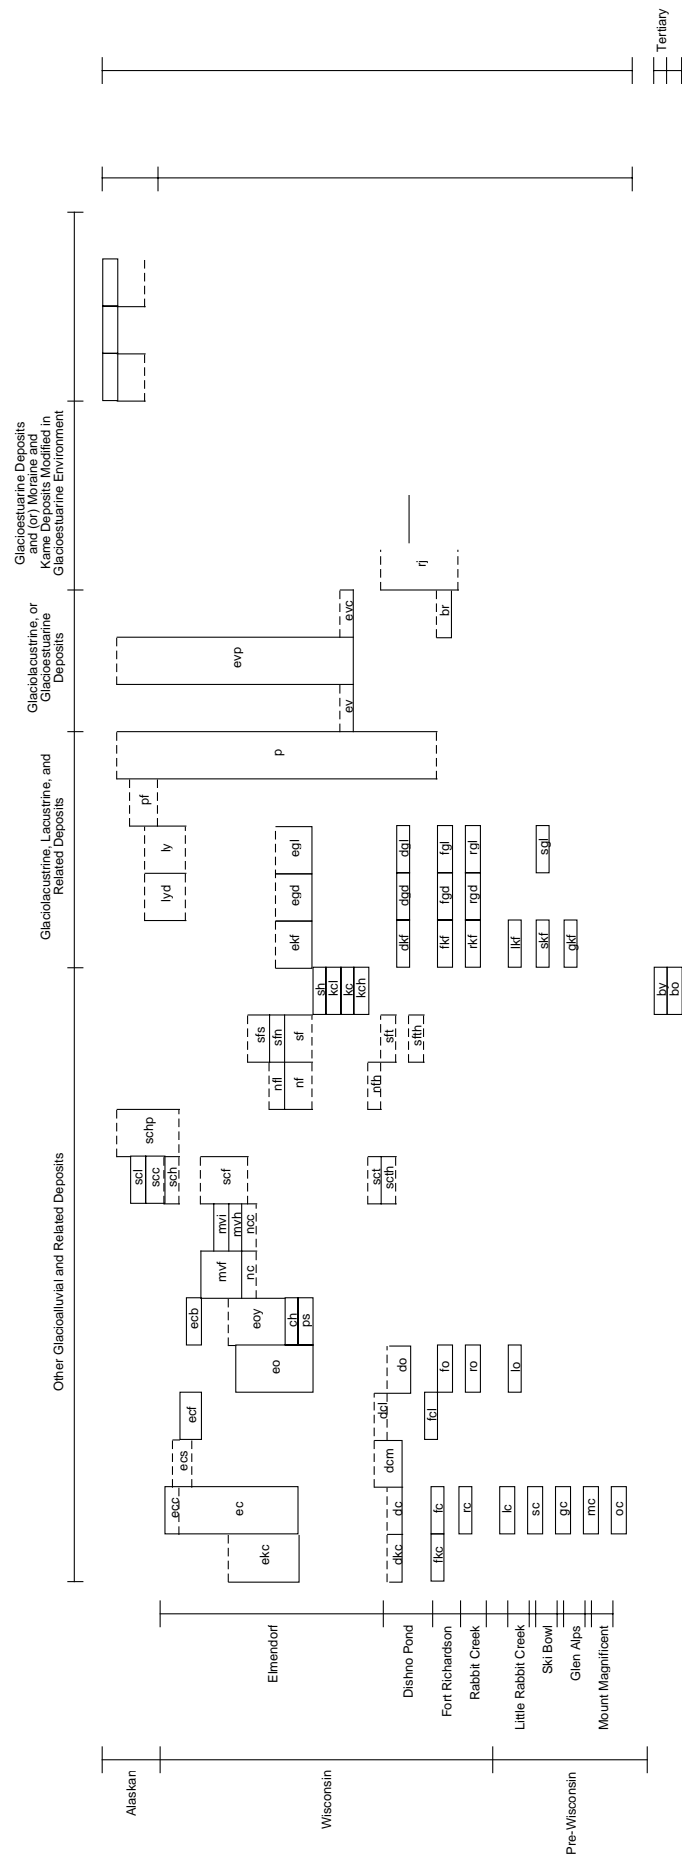 Other Glacioalluvial and Related Deposits
Glaciolacustrine, Lacustrine, and
Related Deposits
Glaciolacustrine, or
Glacioestuarine
Deposits
Glacioestuarine Deposits
and (or) Moraine and
Kame Deposits Modified in
Glacioestuarine Environment
Alaskan
Wisconsin
Pre-Wisconsin
Elmendorf
Dishno Pond
Fort Richardson
Rabbit Creek
Little Rabbit Creek
Ski Bowl
Glen Alps
Mount Magnificent
Tertiary
ekc
dkc
fkc
ecc
ec
dc
fc
rc
lc
sc
gc
mc
oc
ecs
dcm
ecf
dcl
fcl
eo
do
fo
ro
lo
ecb
eoy
ch
ps
mvf
nc
mvi
mvh
ncc
scl
scc
sch
scf
sct
scth
schp
nfl
nf
nfh
sfs
sfn
sf
sft
sfth
sh
kcl
kc
kch
by
bo
ekf
dkf
fkf
rkf
lkf
skf
gkf
lyd
egd
dgd
fgd
rgd
ly
egl
dgl
fgl
rgl
sgl
pf
p
ev
evp
evc
br
rj